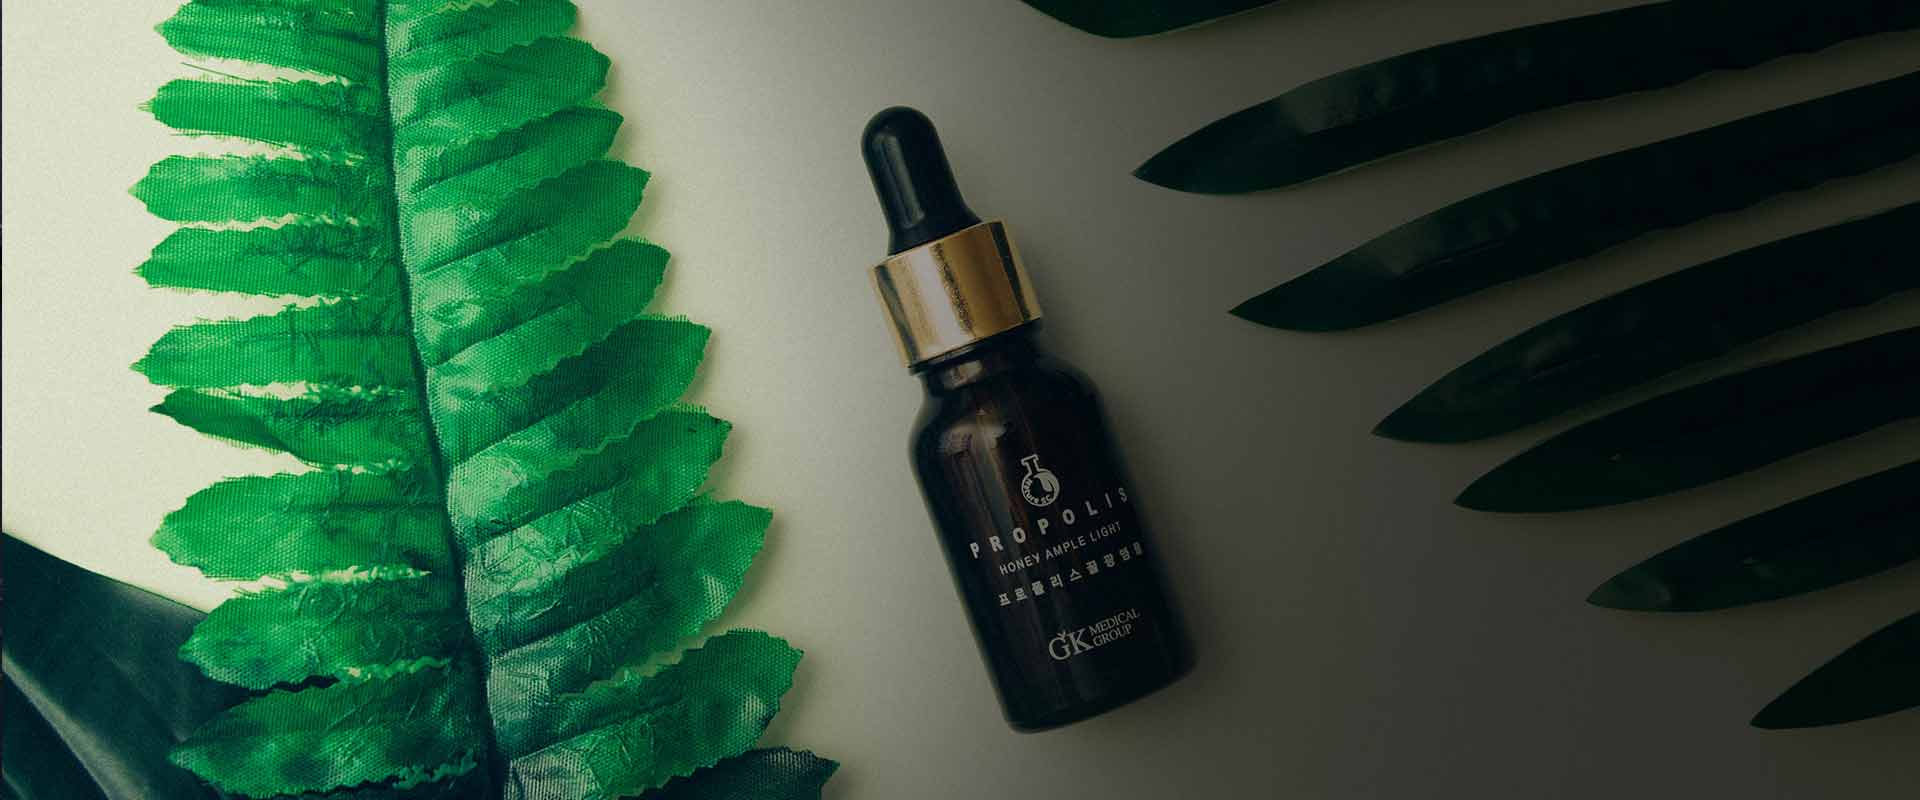 PROPOLIS
HONEY AMPLE LIGHT
프로폴리스꿀광앰플
GK MEDICAL
GROUP